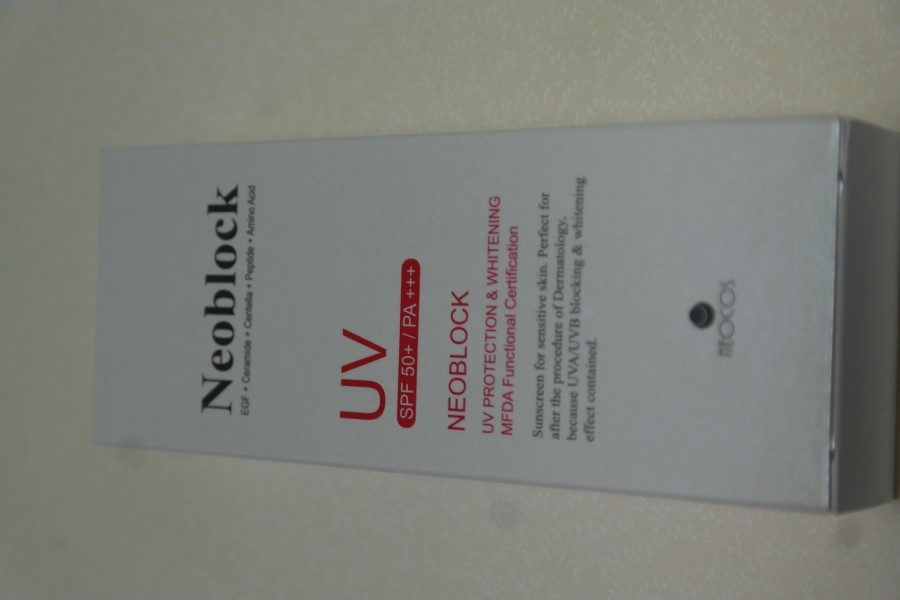 Neoblock
EGF + Ceramide + Centella + Peptide + Amino Acid
UV
SPF 50+ / PA +++
NEOBLOCK
UV PROTECTION & WHITENING
MFDA Functional Certification
Sunscreen for sensitive skin. Perfect for
after the procedure of Dermatology,
because UVA/UVB blocking & whitening
effect contained.
NEOCOS